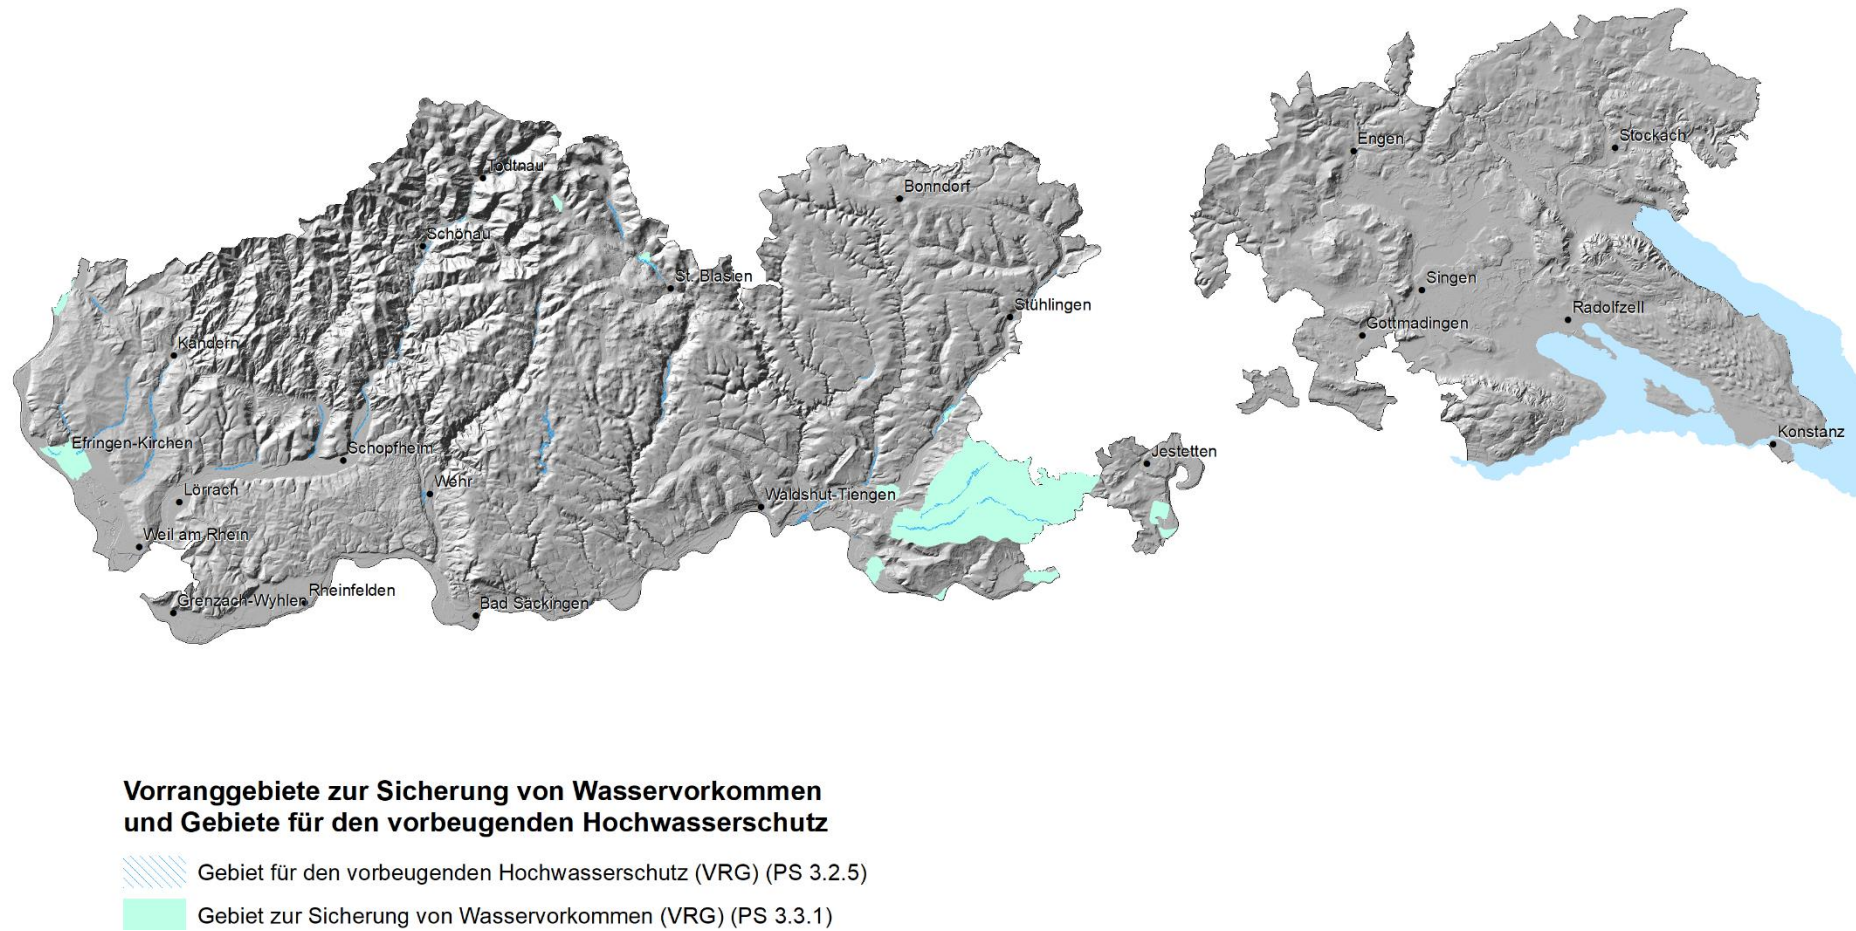 Engen
Stockach
Todtnau
Bonndorf
Schönau
St. Blasien
Singen
Stühlingen
Radolfzell
Gottmadingen
Kandern
Konstanz
Efringen-Kirchen
Schopfheim
Jestetten
Wehr
Lörrach
Waldshut-Tiengen
Weil am Rhein
Rheinfelden
Grenzach-Wyhlen
Bad Säckingen
Vorranggebiete zur Sicherung von Wasservorkommen
und Gebiete für den vorbeugenden Hochwasserschutz
Gebiet für den vorbeugenden Hochwasserschutz (VRG) (PS 3.2.5)
Gebiet zur Sicherung von Wasservorkommen (VRG) (PS 3.3.1)